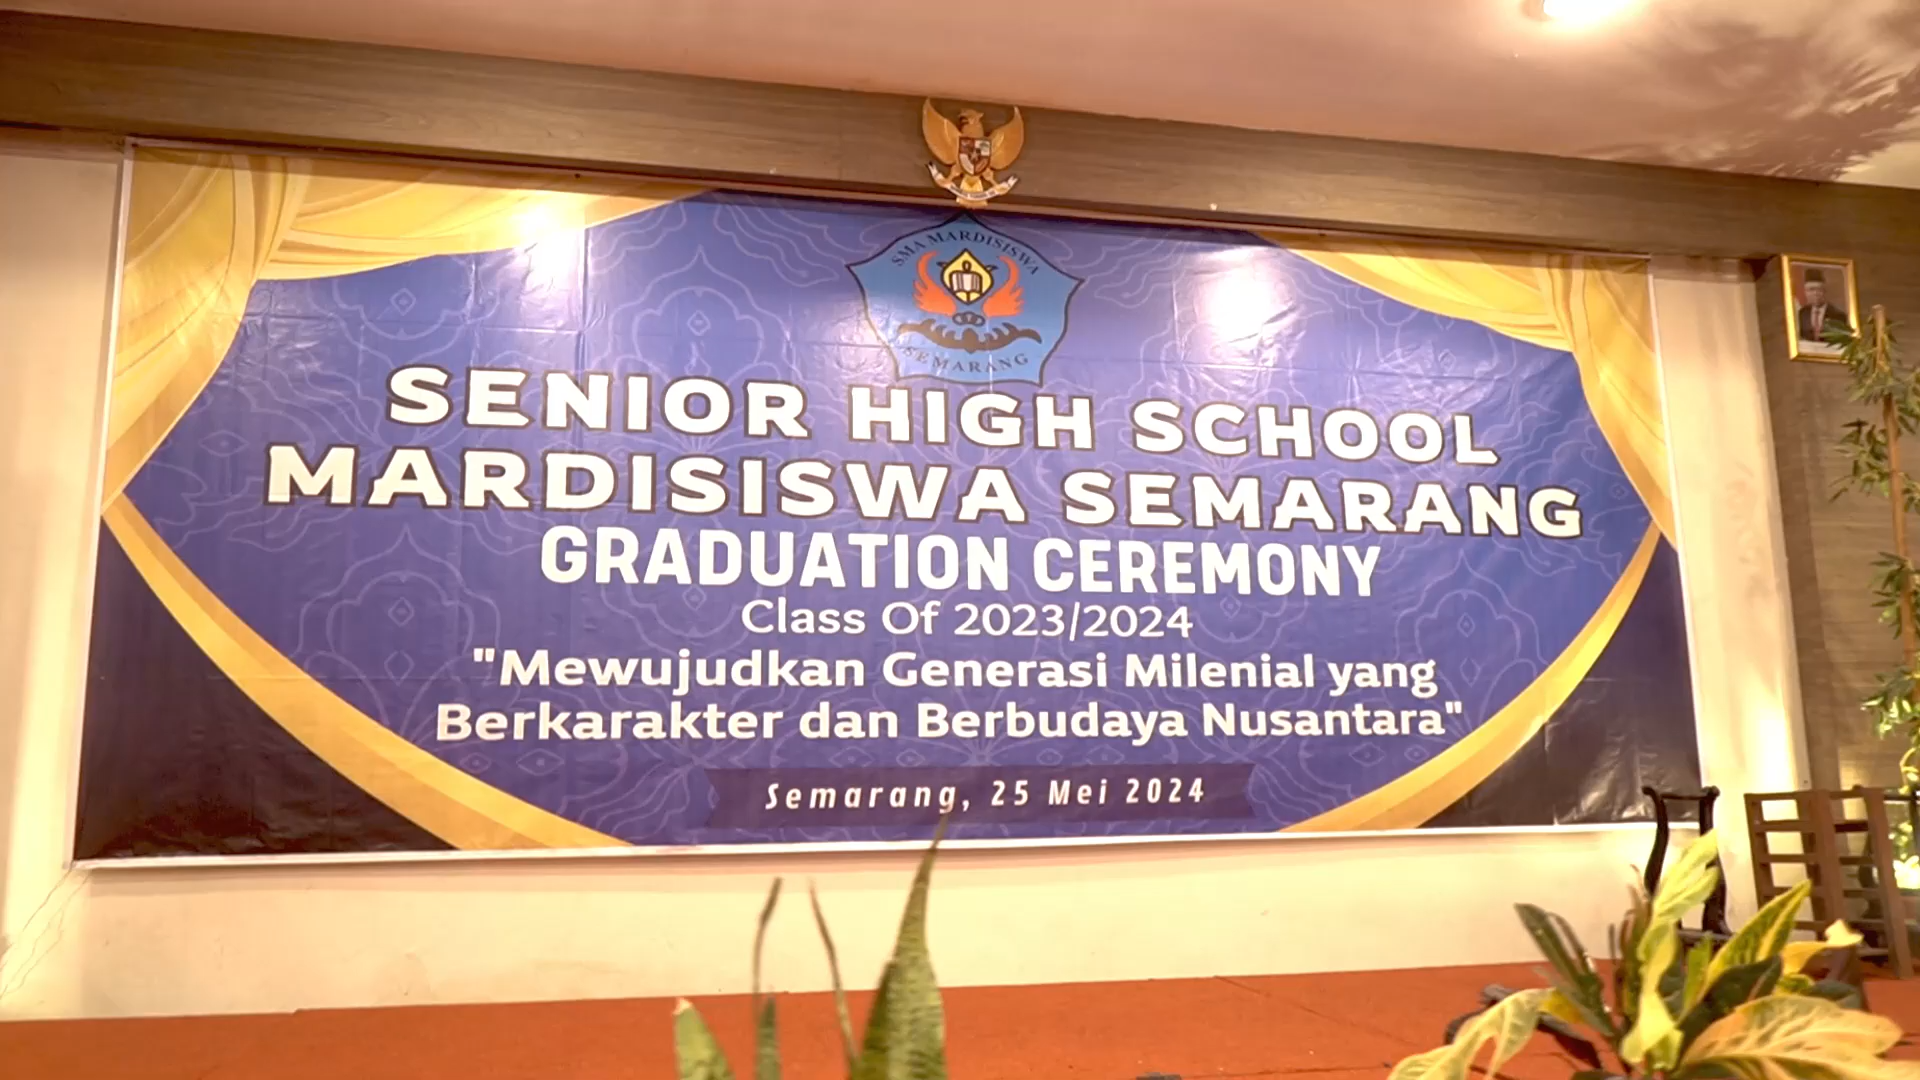 SMA MARDISISWA
SEMARANG
SENIOR HIGH SCHOOL
MARDISISWA SEMARANG
GRADUATION CEREMONY
Class Of 2023/2024
"Mewujudkan Generasi Milenial yang
Berkarakter dan Berbudaya Nusantara"
Semarang, 25 Mei 2024